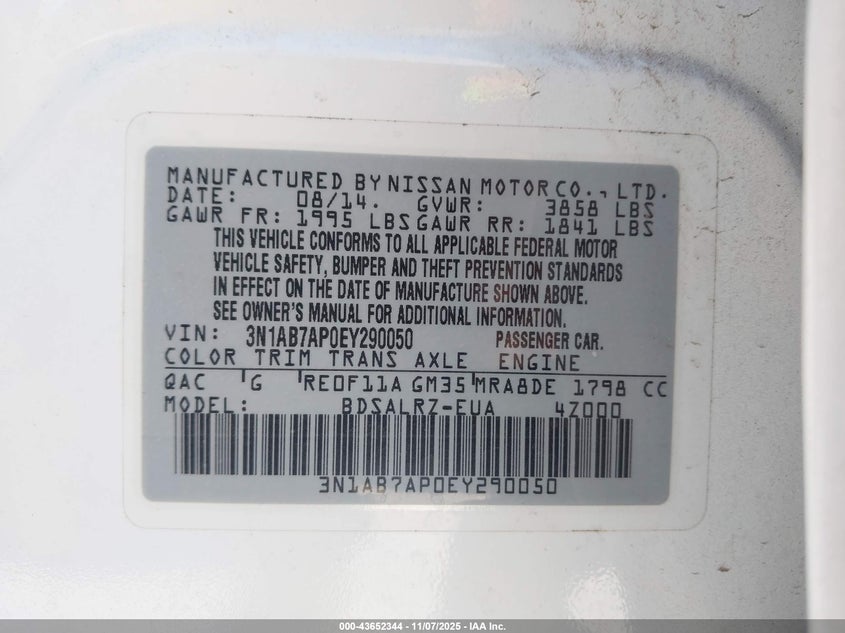 MANUFACTURED BY NISSAN MOTOR CO., LTD.
DATE: 08/14. GVWR: 3858 LBS
GAWR FR: 1995 LBS GAWR RR: 1841 LBS
THIS VEHICLE CONFORMS TO ALL APPLICABLE FEDERAL MOTOR
VEHICLE SAFETY, BUMPER AND THEFT PREVENTION STANDARDS
IN EFFECT ON THE DATE OF MANUFACTURE SHOWN ABOVE.
SEE OWNER'S MANUAL FOR ADDITIONAL INFORMATION.
VIN: 3N1AB7AP0EY290050 PASSENGER CAR.
COLOR TRIM TRANS AXLE ENGINE
QAC G RE0F11A GM35 MRA8DE 1798 CC
MODEL: BDSALRZ-EUA 4Z000
3N1AB7AP0EY290050
000-43652344 - 11/07/2025 - IAA Inc.